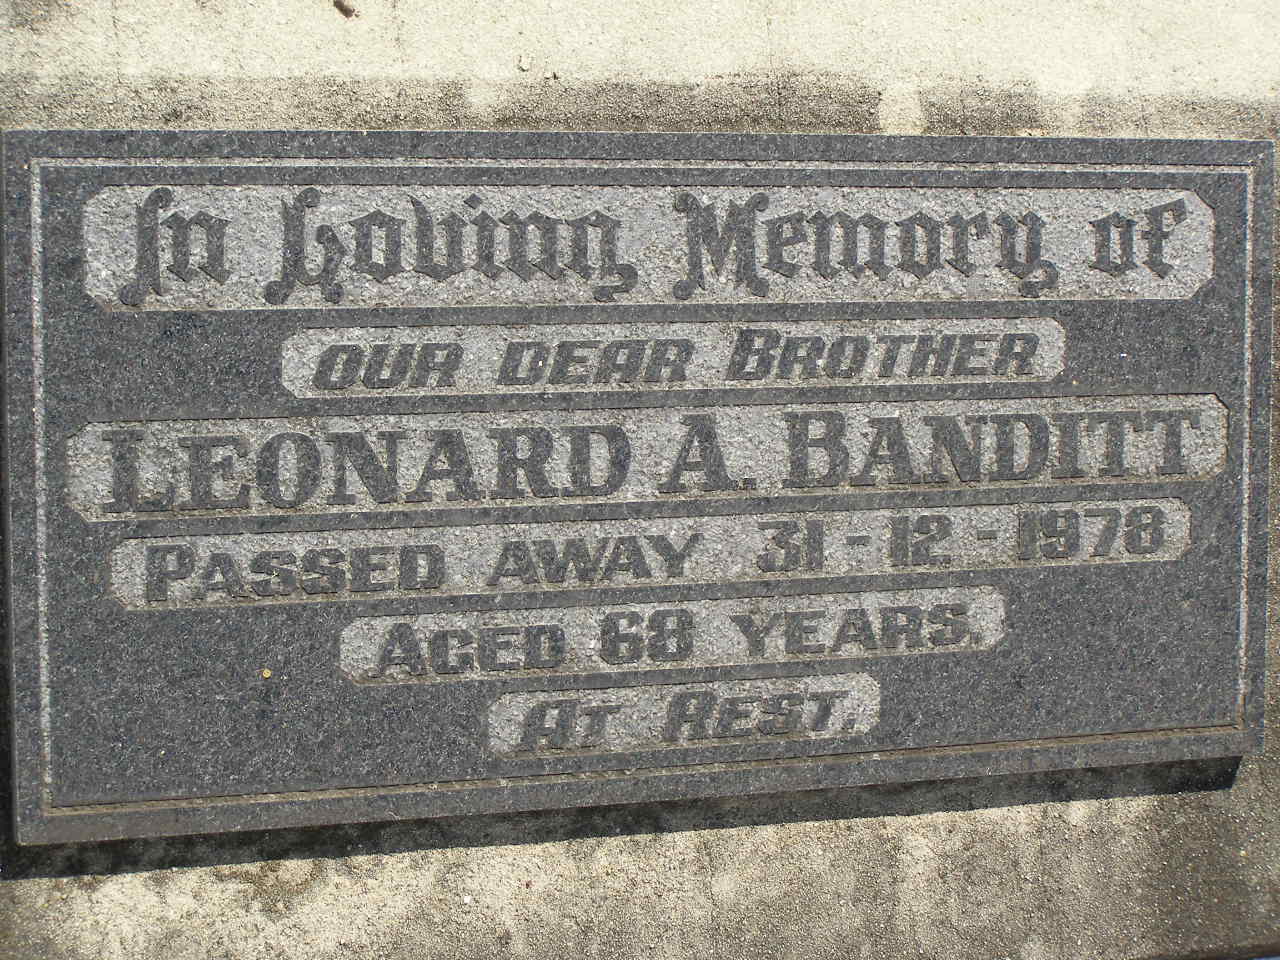 In Loving Memory of
OUR DEAR BROTHER
LEONARD A. BANDITT
PASSED AWAY 31-12-1978
AGED 68 YEARS.
AT REST.